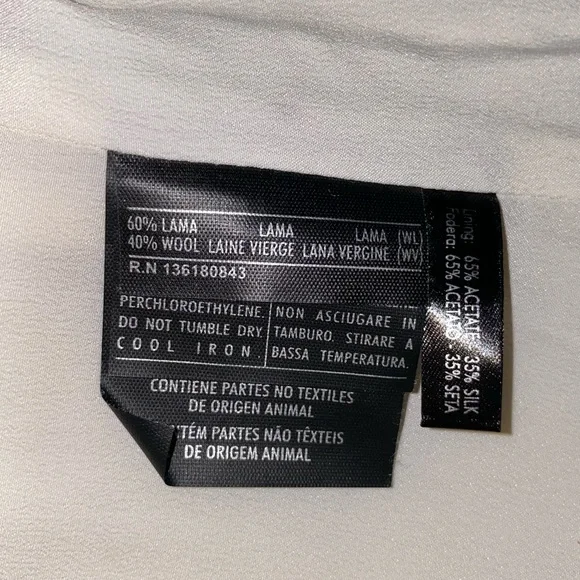 60% LAMA LAMA LAMA (WL)
40% WOOL LAINE VIERGE LANA VERGINE (WV)
R.N 136180843
PERCHLOROETHYLENE.
DO NOT TUMBLE DRY.
COOL IRON
NON ASCIUGARE IN
TAMBURO. STIRARE A
BASSA TEMPERATURA.
CONTIENE PARTES NO TEXTILES
DE ORIGEN ANIMAL
TÉM PARTES NÃO TÊXTEIS
DE ORIGEM ANIMAL
Lining: 65% ACETATE 35% SILK
Fodera: 65% ACETATO 35% SETA